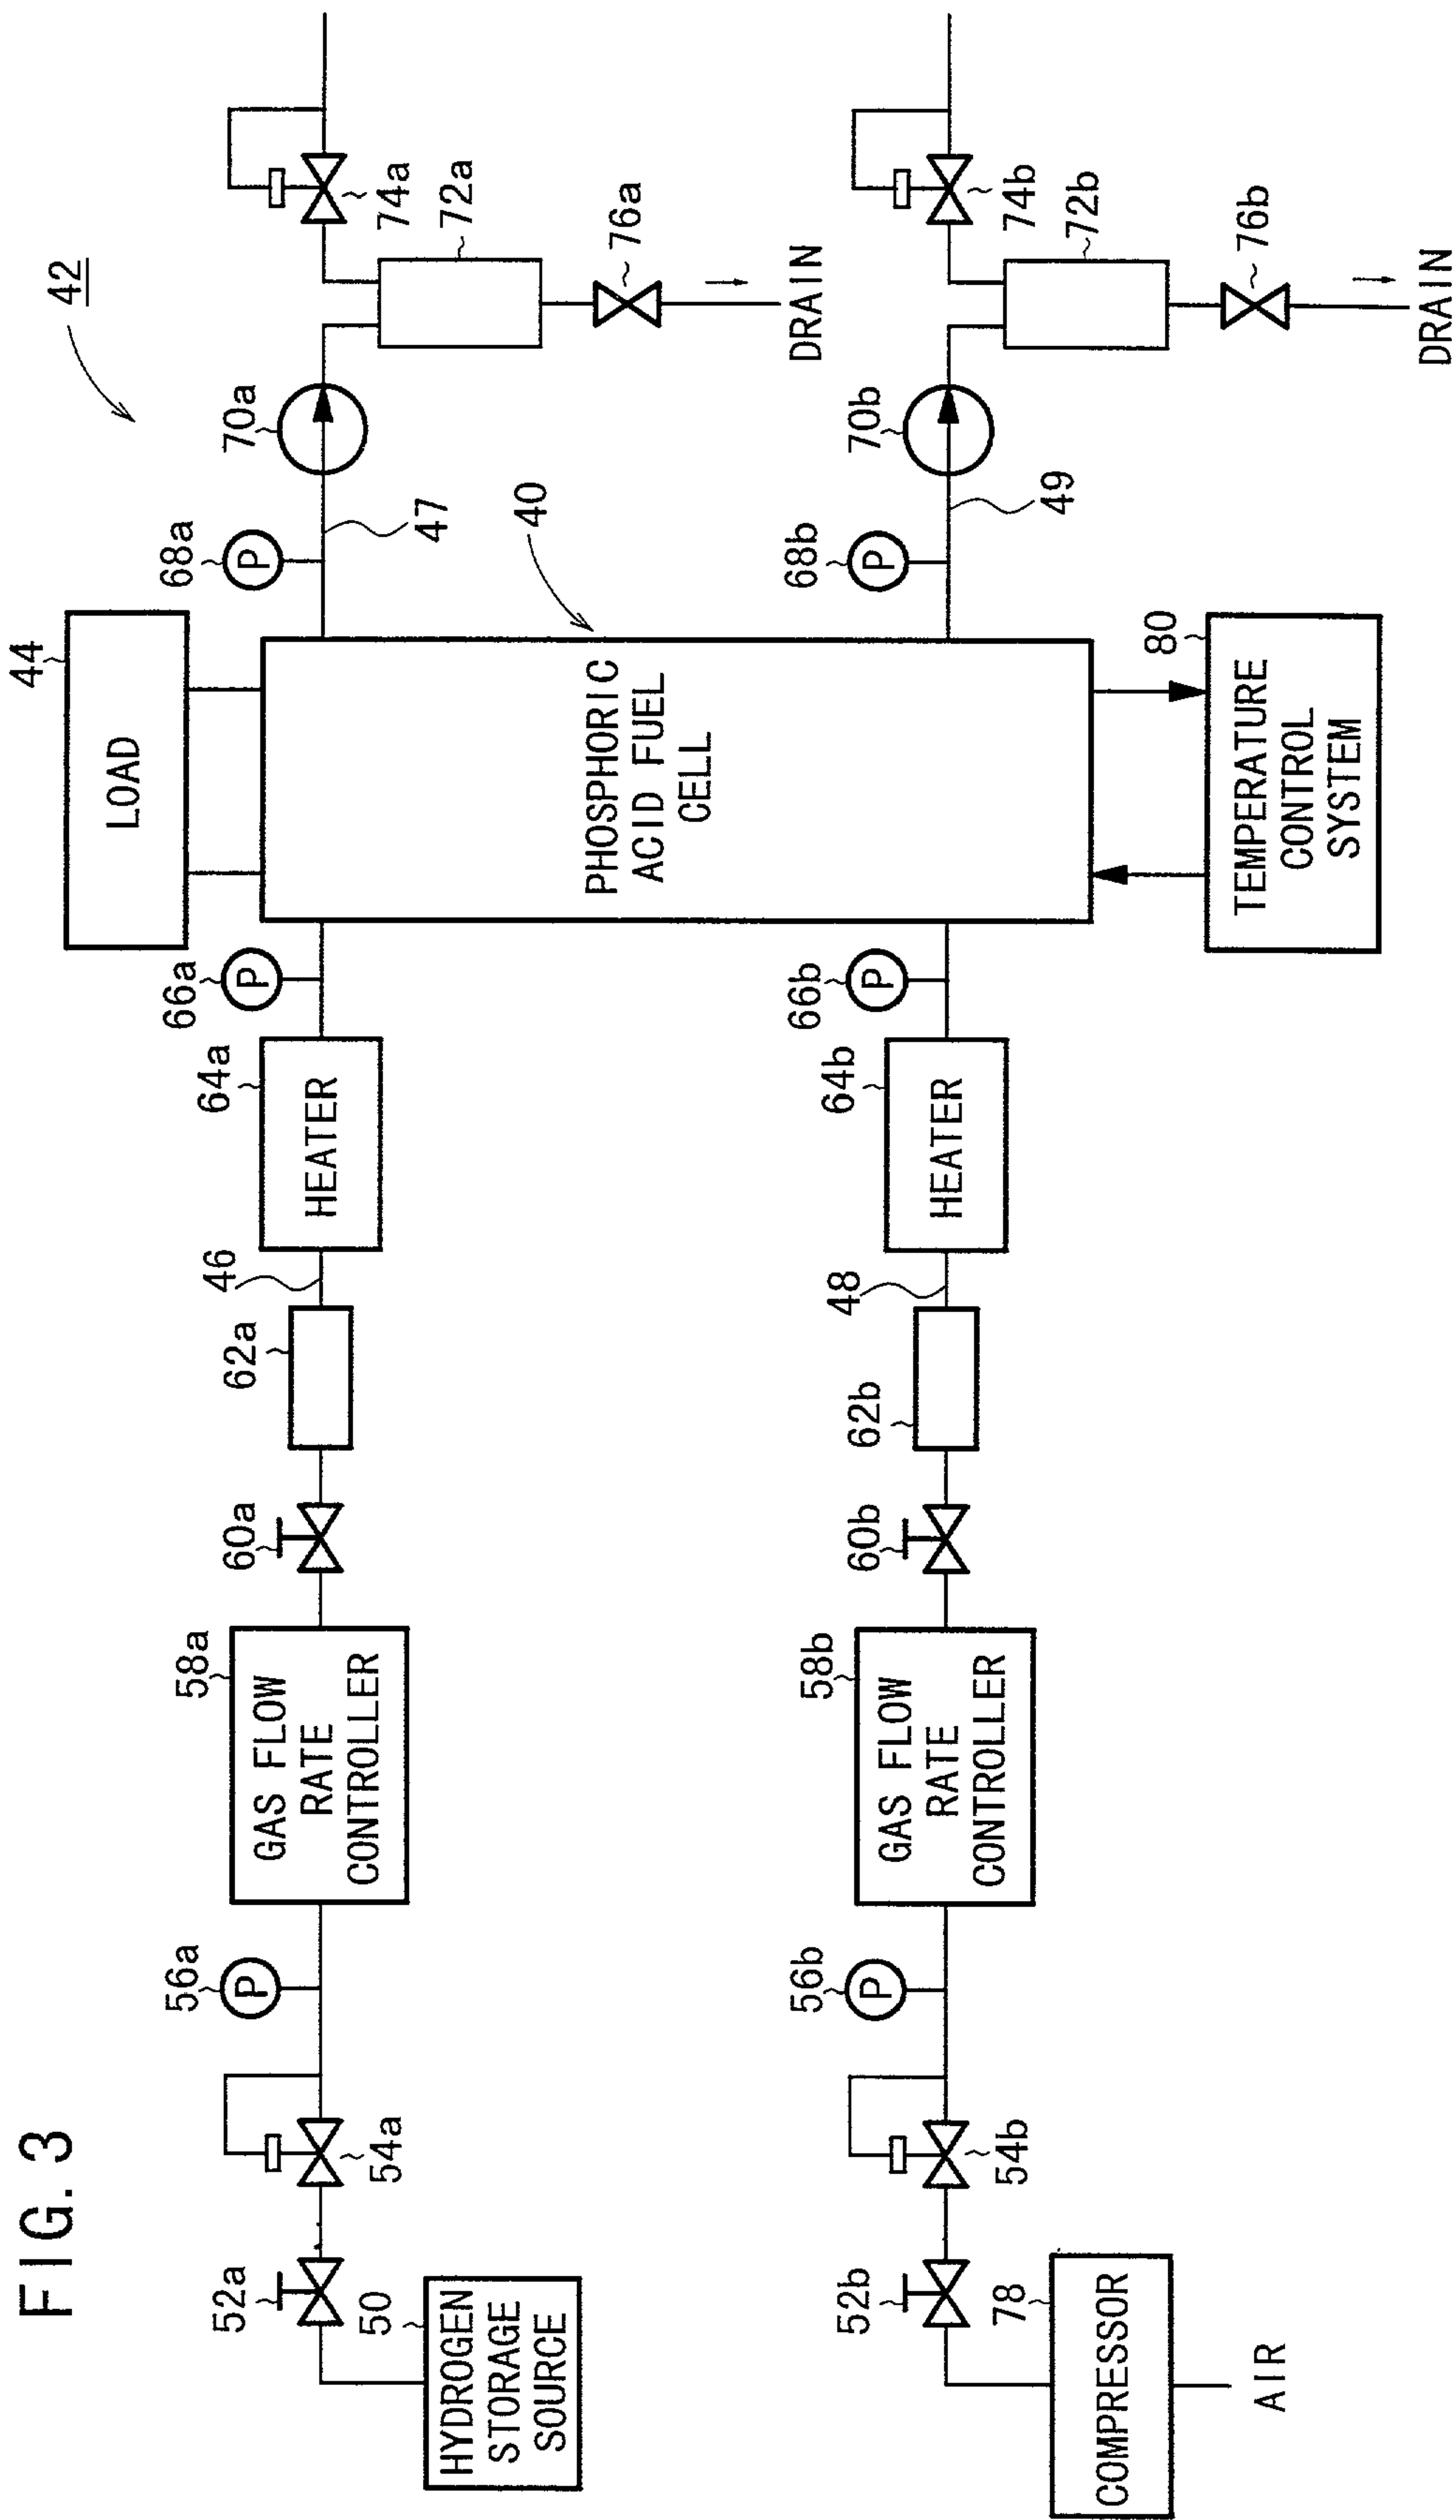 FIG. 3
42
44
LOAD
40
PHOSPHORIC
ACID FUEL
CELL
80
TEMPERATURE
CONTROL
SYSTEM
50
HYDROGEN
STORAGE
SOURCE
52a
54a
56a
P
58a
GAS FLOW
RATE
CONTROLLER
60a
62a
46
64a
HEATER
66a
P
68a
P
47
70a
72a
74a
76a
DRAIN
AIR
78
COMPRESSOR
52b
54b
56b
P
58b
GAS FLOW
RATE
CONTROLLER
60b
62b
48
64b
HEATER
66b
P
68b
P
49
70b
72b
74b
76b
DRAIN